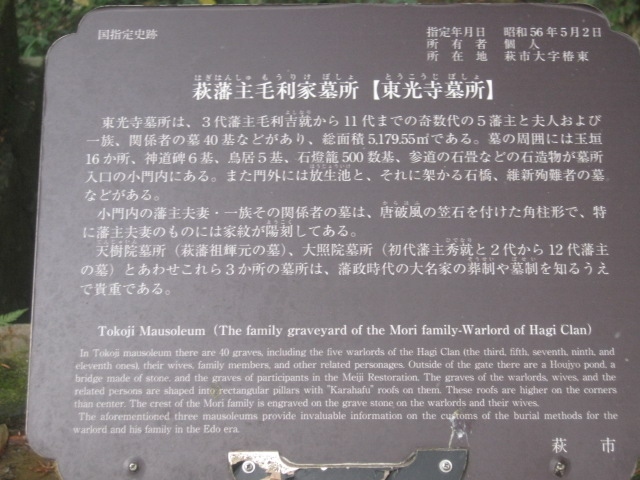 国指定史跡
指定年月日 昭和56年5月2日
所有者 個人
所在地 萩市大字椿東
はぎはんしゅ もうりけ ぼしょ とうこうじ ぼしょ
萩藩主毛利家墓所【東光寺墓所】
東光寺墓所は、3代藩主毛利吉就から11代までの奇数代の5藩主と夫人および
一族、関係者の墓40基などがあり、総面積5,179.55㎡である。墓の周囲には玉垣
16か所、神道碑6基、鳥居5基、石燈籠500数基、参道の石畳などの石造物が墓所
入口の小門内にある。また門外には放生池と、それに架かる石橋、維新殉難者の墓
などがある。
小門内の藩主夫妻・一族その関係者の墓は、唐破風の笠石を付けた角柱形で、特
に藩主夫妻のものには家紋が陽刻してある。
天樹院墓所(萩藩祖輝元の墓)、大照院墓所(初代藩主秀就と2代から12代藩主
の墓)とあわせこれら3か所の墓所は、藩政時代の大名家の葬制や墓制を知るうえ
で貴重である。
Tokoji Mausoleum (The family graveyard of the Mori family-Warlord of Hagi Clan)
In Tokoji mausoleum there are 40 graves, including the five warlords of the Hagi Clan (the third, fifth, seventh, ninth, and
eleventh ones), their wives, family members, and other related personages. Outside of the gate there are a Houjyo pond, a
bridge made of stone, and the graves of participants in the Meiji Restoration. The graves of the warlords, wives, and the
related persons are shaped into rectangular pillars with "Karahafu" roofs on them. These roofs are higher on the corners
than center. The crest of the Mori family is engraved on the grave stone on the warlords and their wives.
The aforementioned three mausoleums provide invaluable information on the customs of the burial methods for the
warlord and his family in the Edo era.
萩市